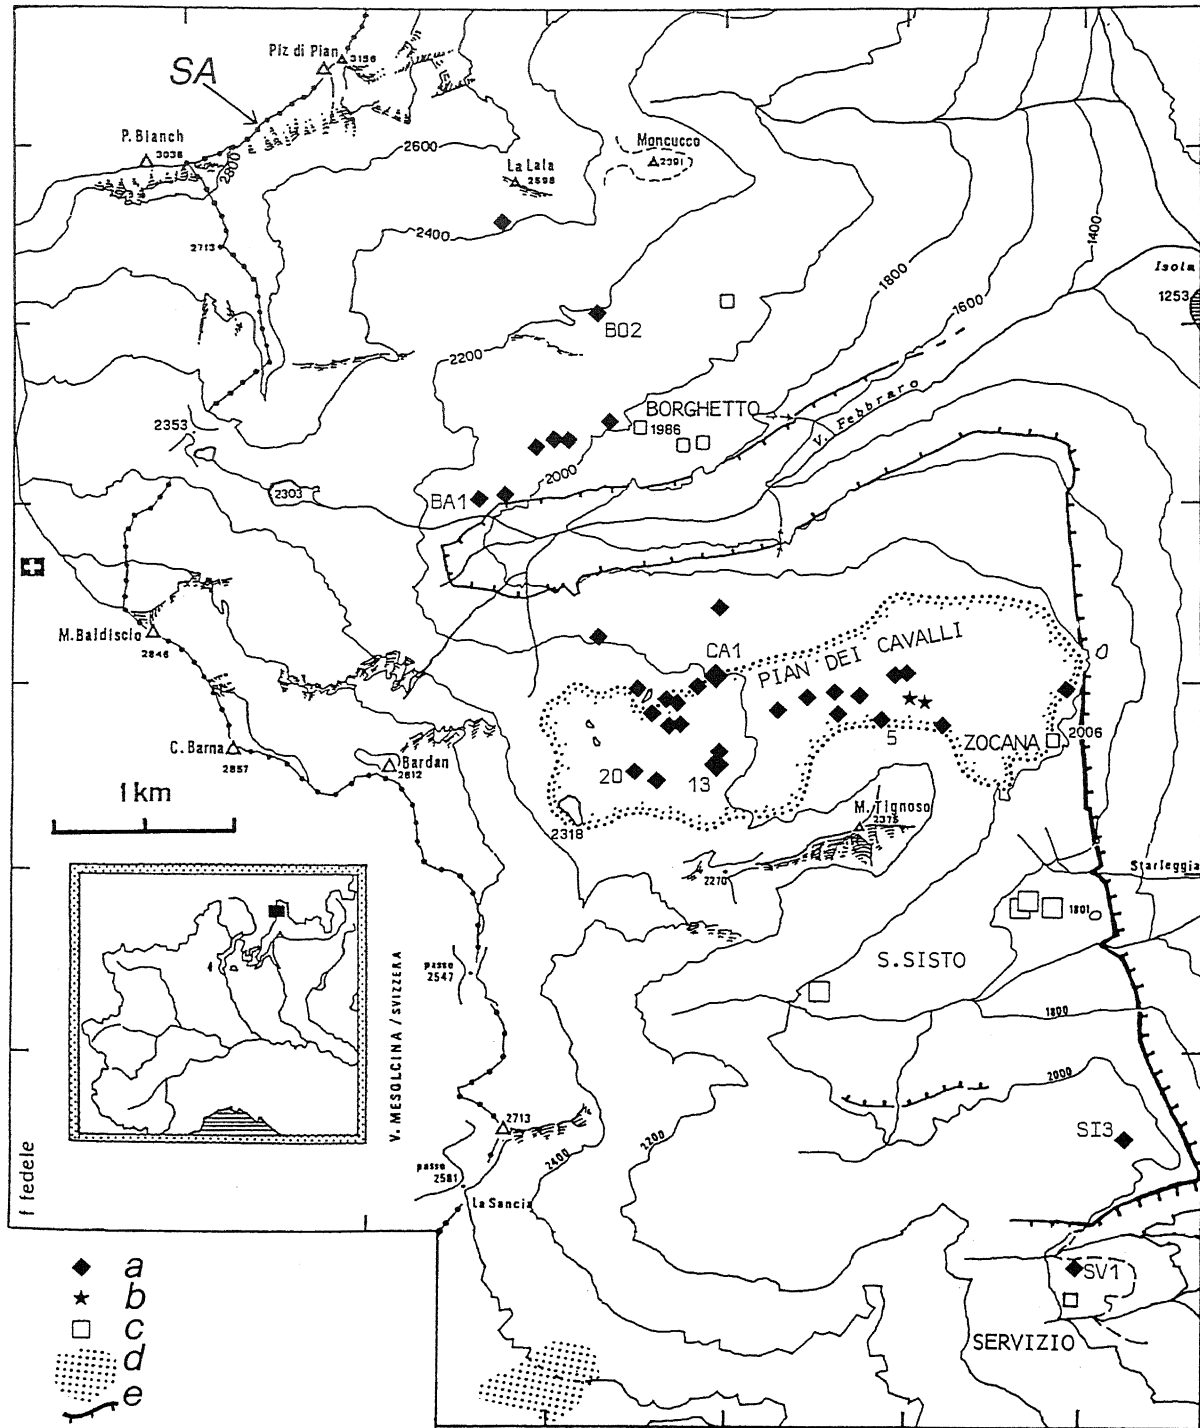 Piz di Pian
3156
SA
P. Bianch
3038
2800
2600
Moncucco
2391
La Lala
2598
2400
2713
1400
1800
Isola
1253
1600
BO2
2200
V. Febbraro
BORGHETTO
1986
2353
2000
2303
BA1
M. Baldiscio
2846
CA1
PIAN DEI CAVALLI
C. Barna
2857
Bardan
2812
5
ZOCANA
2006
1 km
20
13
2318
M. Tignoso
2375
2270
Starleggia
1801
S.SISTO
passo
2547
V. MESOLCINA / SVIZZERA
1800
2000
2713
2200
2400
SI3
passo
2581
La Sancia
f fedele
SV1
SERVIZIO
a
b
c
d
e